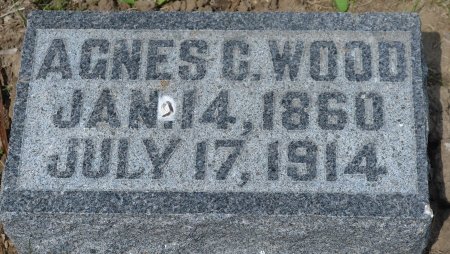 AGNES C. WOOD
JAN. 14, 1860
JULY 17, 1914